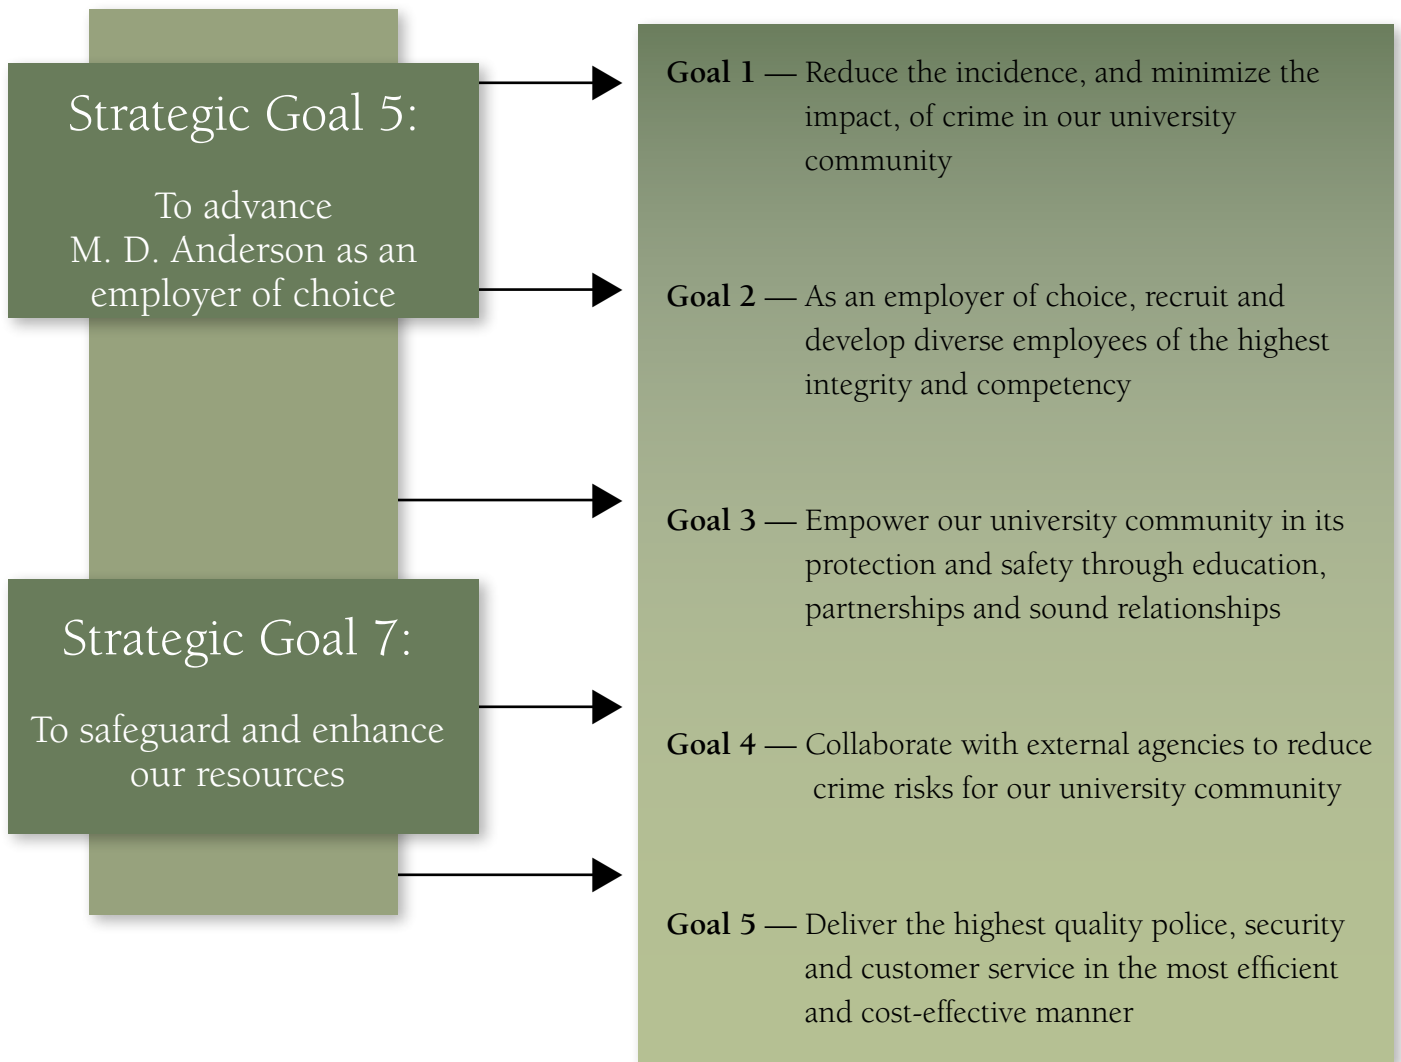 Strategic Goal 5:
To advance
M. D. Anderson as an
employer of choice
Strategic Goal 7:
To safeguard and enhance
our resources
Goal 1 — Reduce the incidence, and minimize the
impact, of crime in our university
community
Goal 2 — As an employer of choice, recruit and
develop diverse employees of the highest
integrity and competency
Goal 3 — Empower our university community in its
protection and safety through education,
partnerships and sound relationships
Goal 4 — Collaborate with external agencies to reduce
crime risks for our university community
Goal 5 — Deliver the highest quality police, security
and customer service in the most efficient
and cost-effective manner